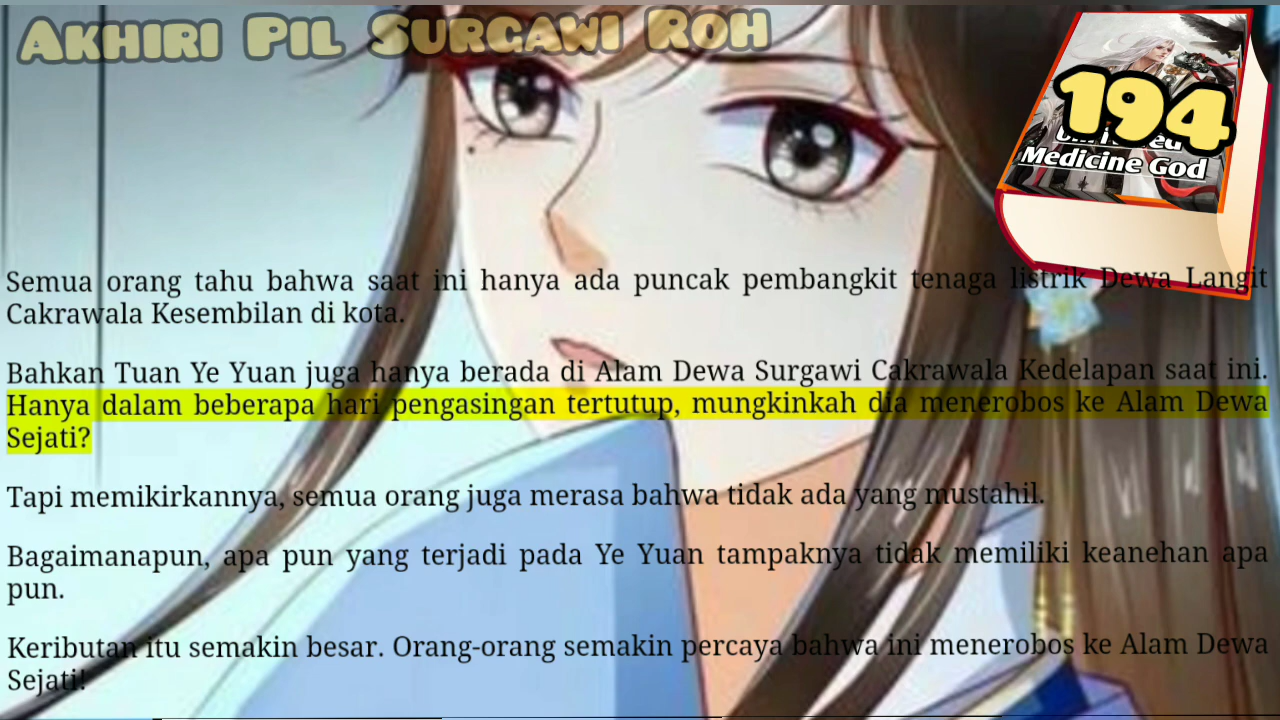 Akhiri Pil Surgawi Roh
194
Medicine God
Semua orang tahu bahwa saat ini hanya ada puncak pembangkit tenaga listrik Dewa Langit
Cakrawala Kesembilan di kota.
Bahkan Tuan Ye Yuan juga hanya berada di Alam Dewa Surgawi Cakrawala Kedelapan saat ini.
Hanya dalam beberapa hari pengasingan tertutup, mungkinkah dia menerobos ke Alam Dewa
Sejati?
Tapi memikirkannya, semua orang juga merasa bahwa tidak ada yang mustahil.
Bagaimanapun, apa pun yang terjadi pada Ye Yuan tampaknya tidak memiliki keanehan apa
pun.
Keributan itu semakin besar. Orang-orang semakin percaya bahwa ini menerobos ke Alam Dewa
Sejati!